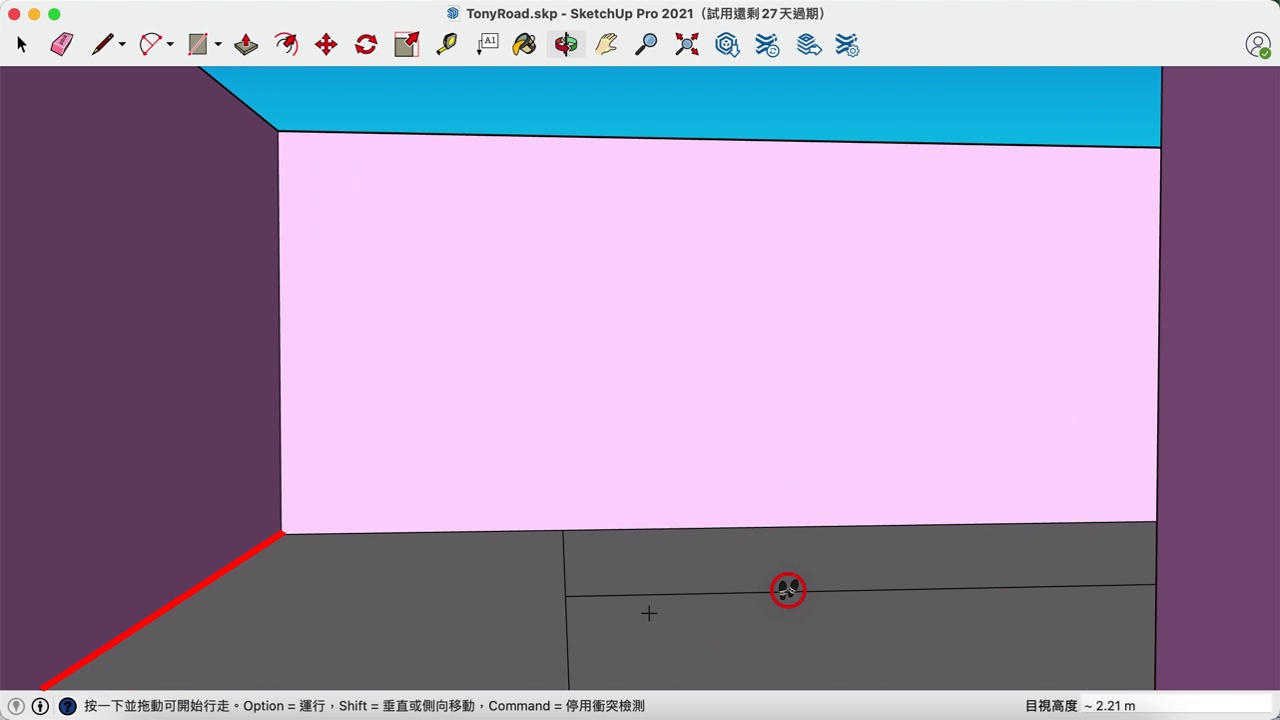 TonyRoad.skp - SketchUp Pro 2021（試用還剩 27 天過期）
A1
按一下並拖動可開始行走。Option = 運行，Shift = 垂直或側向移動，Command = 停用衝突檢測
目視高度 ~ 2.21 m